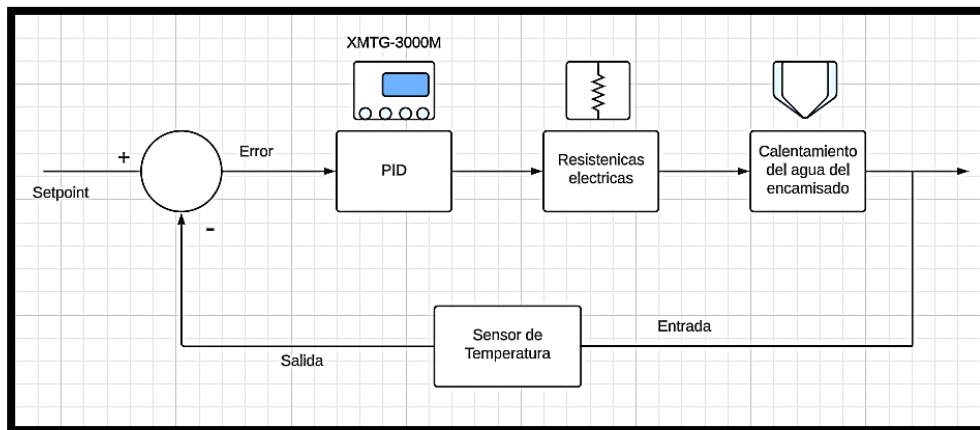 XMTG-3000M
+
Error
PID
Resistenicas
electricas
Calentamiento
del agua del
encamisado
Setpoint
-
Sensor de
Temperatura
Entrada
Salida